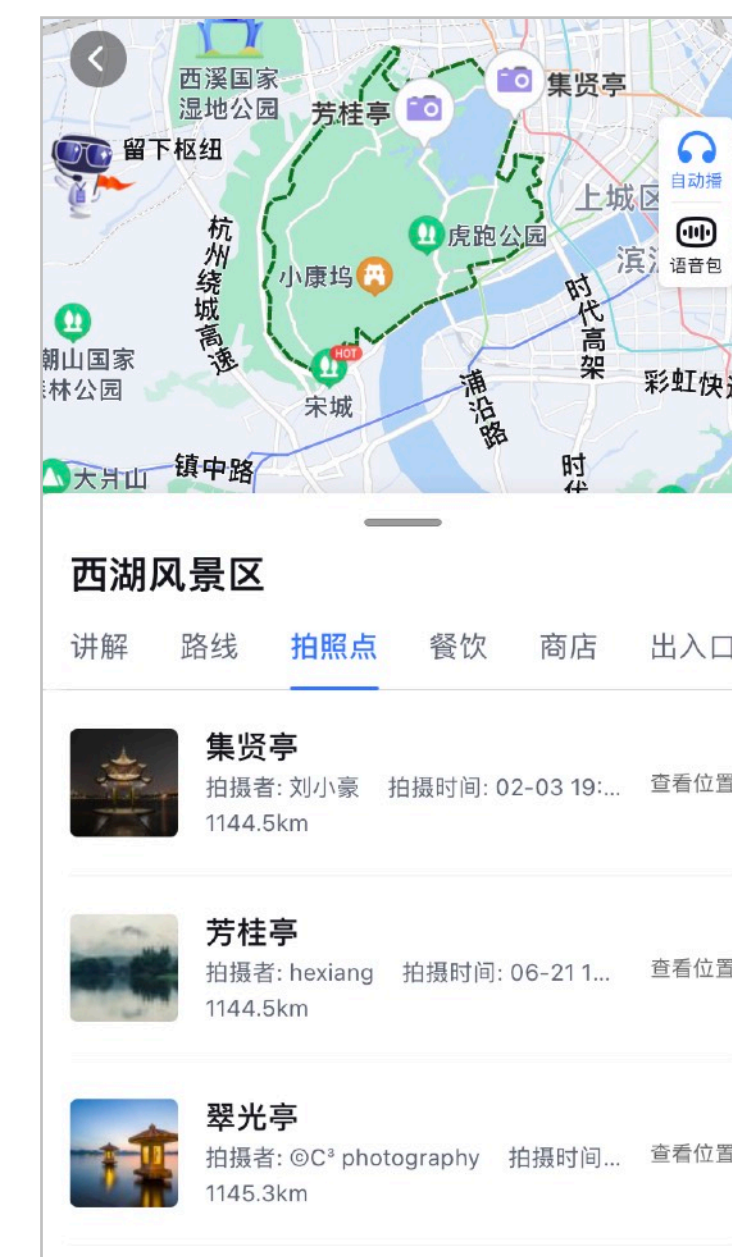 西溪国家
湿地公园
芳桂亭
集贤亭
留下枢纽
自动播
上城区
语音包
虎跑公园
杭州绕城高速
小康坞
时代高架
HOT
宋城
浦沿路
彩虹快
潮山国家
林公园
镇中路
大爿山
时
西湖风景区
讲解 路线 拍照点 餐饮 商店 出入口
集贤亭
拍摄者: 刘小豪 拍摄时间: 02-03 19:...
查看位置
1144.5km
芳桂亭
拍摄者: hexiang 拍摄时间: 06-21 1...
查看位置
1144.5km
翠光亭
拍摄者: ©C³ photography 拍摄时间...
查看位置
1145.3km